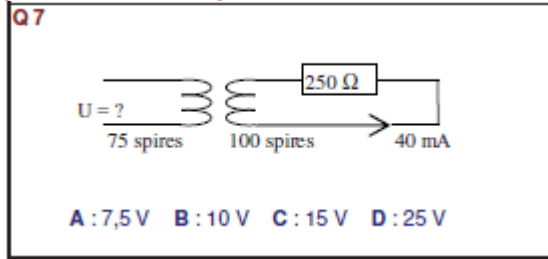 Q 7
250 Ω
U = ?
75 spires 100 spires 40 mA
A : 7,5 V B : 10 V C : 15 V D : 25 V